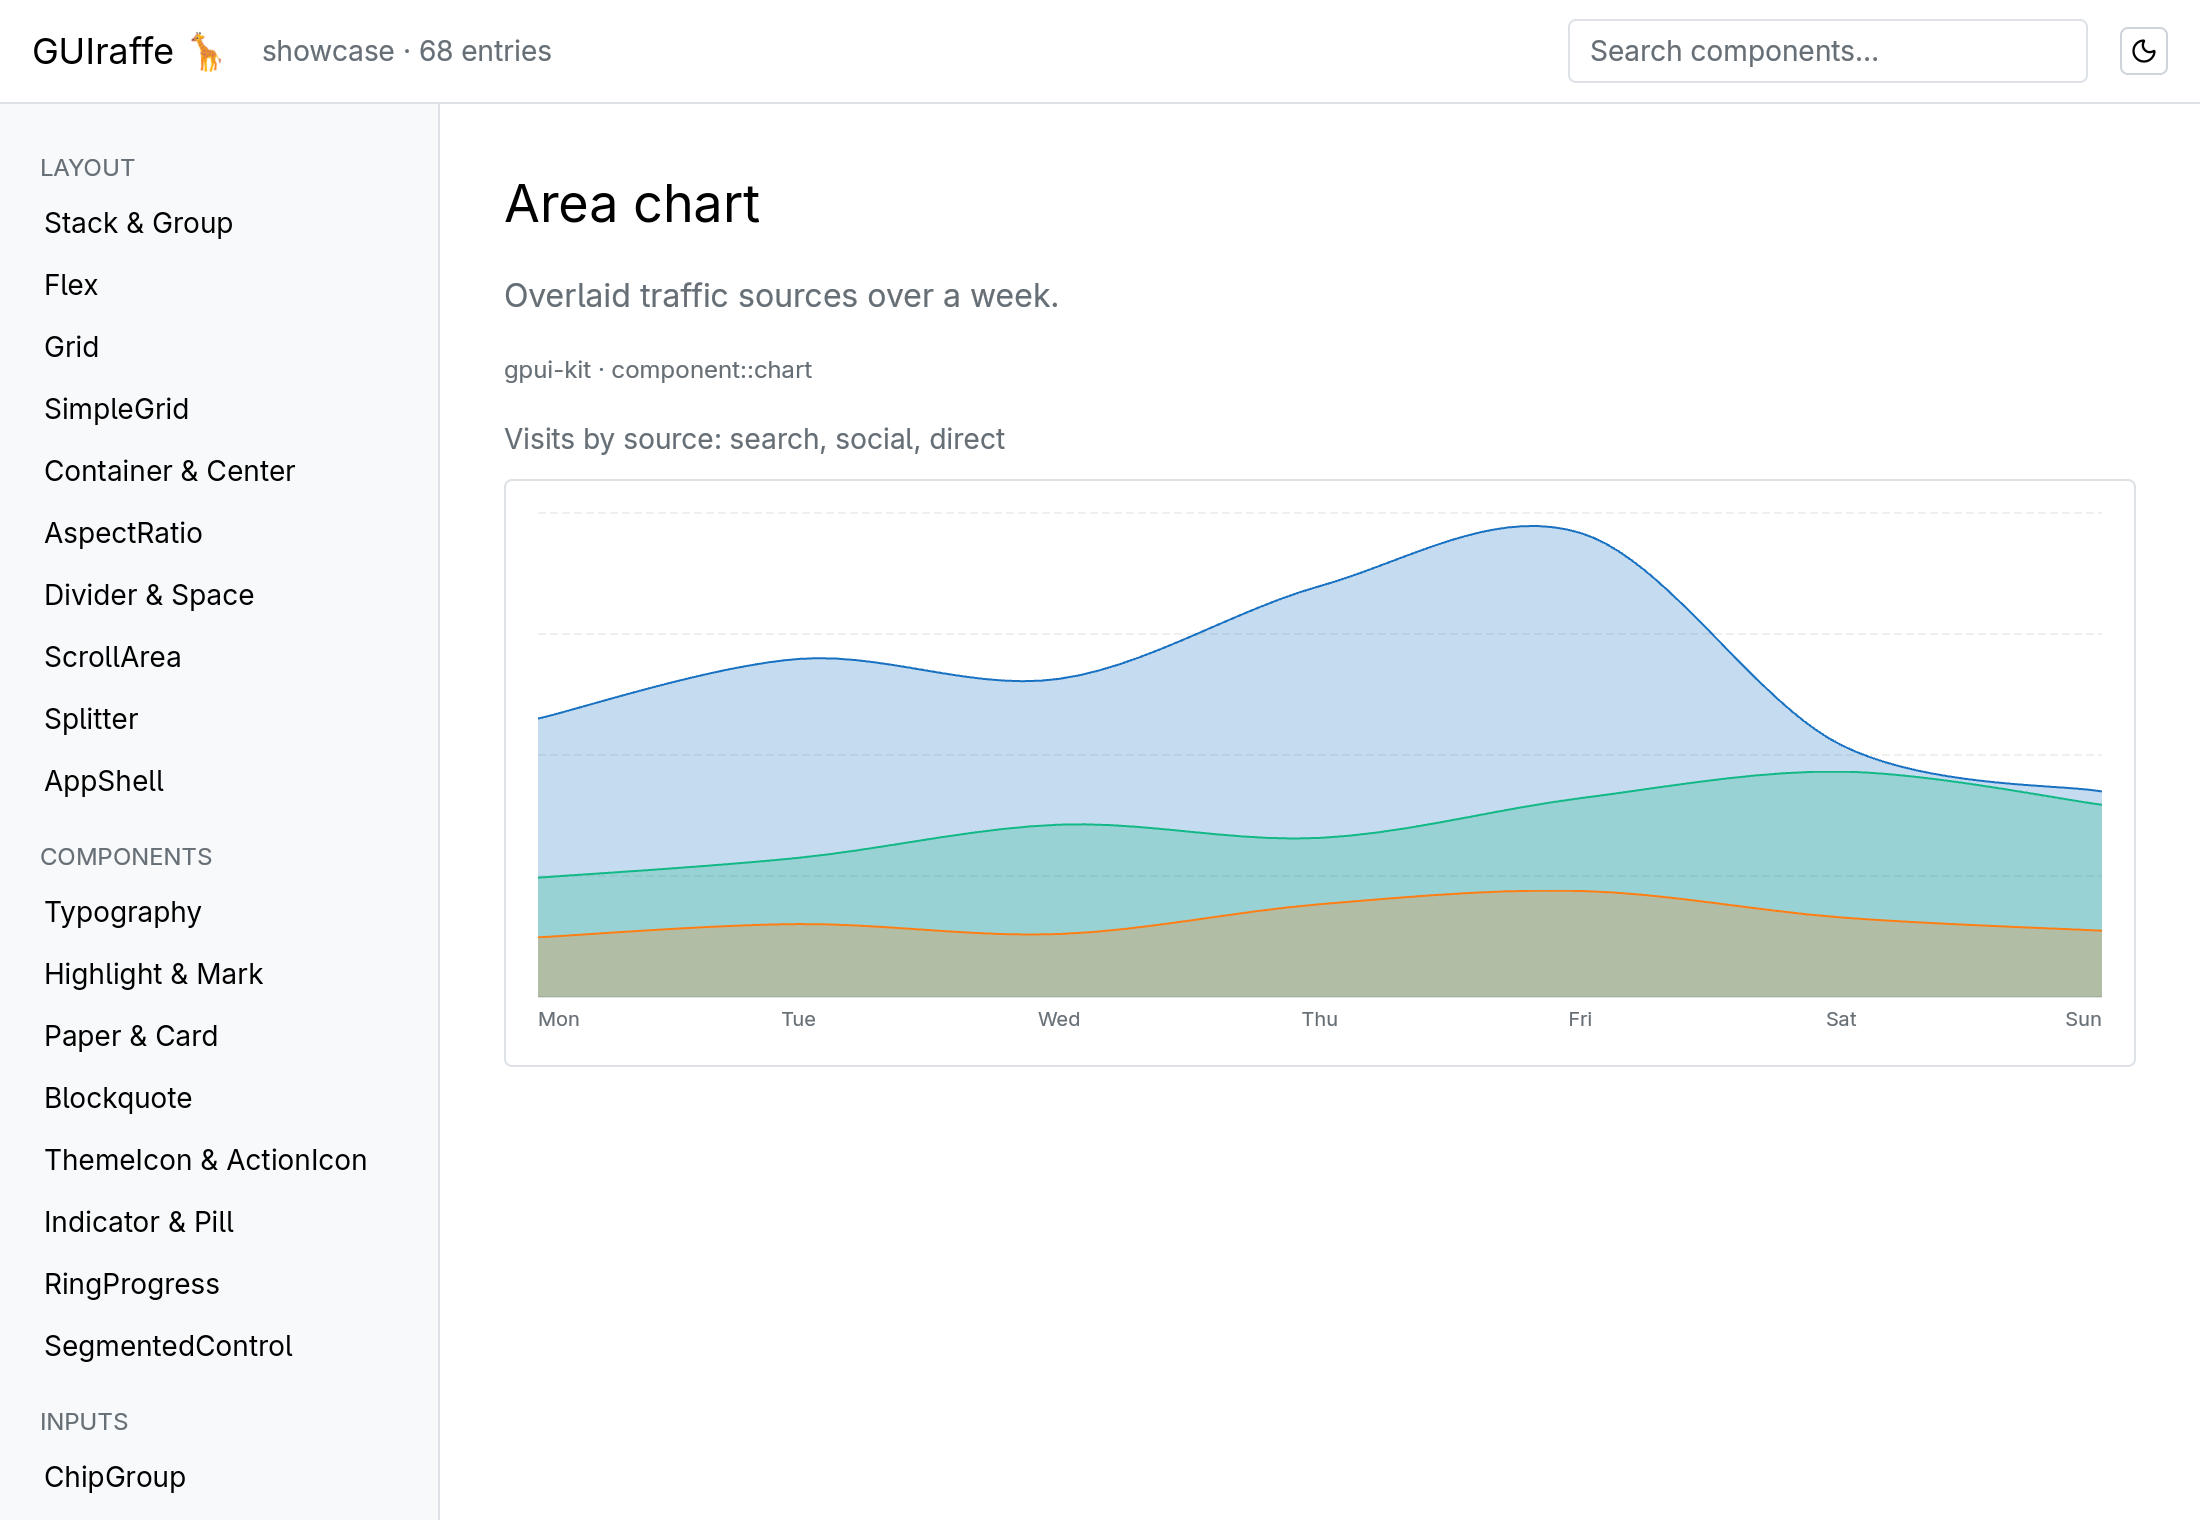 GUIraffe 🦒 showcase · 68 entries Search components...
LAYOUT
Stack & Group
Flex
Grid
SimpleGrid
Container & Center
AspectRatio
Divider & Space
ScrollArea
Splitter
AppShell
COMPONENTS
Typography
Highlight & Mark
Paper & Card
Blockquote
ThemeIcon & ActionIcon
Indicator & Pill
RingProgress
SegmentedControl
INPUTS
ChipGroup
Area chart
Overlaid traffic sources over a week.
gpui-kit · component::chart
Visits by source: search, social, direct
Mon Tue Wed Thu Fri Sat Sun